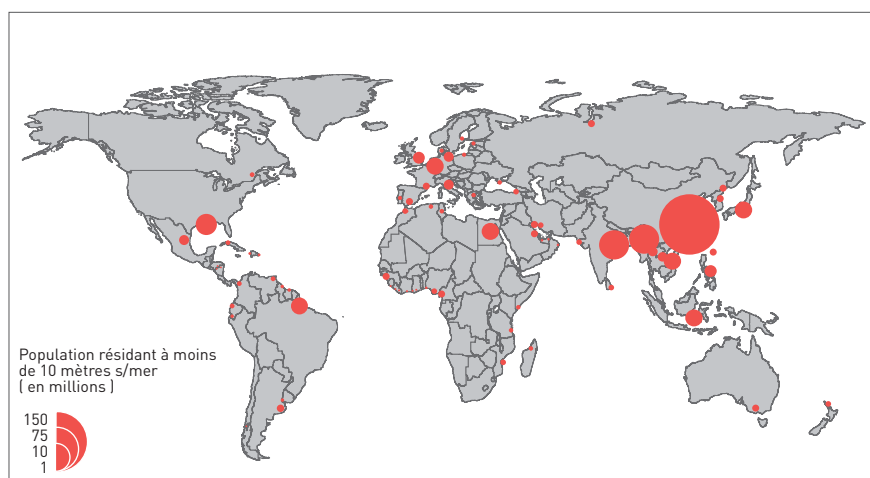 Population résidant à moins
de 10 mètres s/mer
( en millions )
150
75
10
1